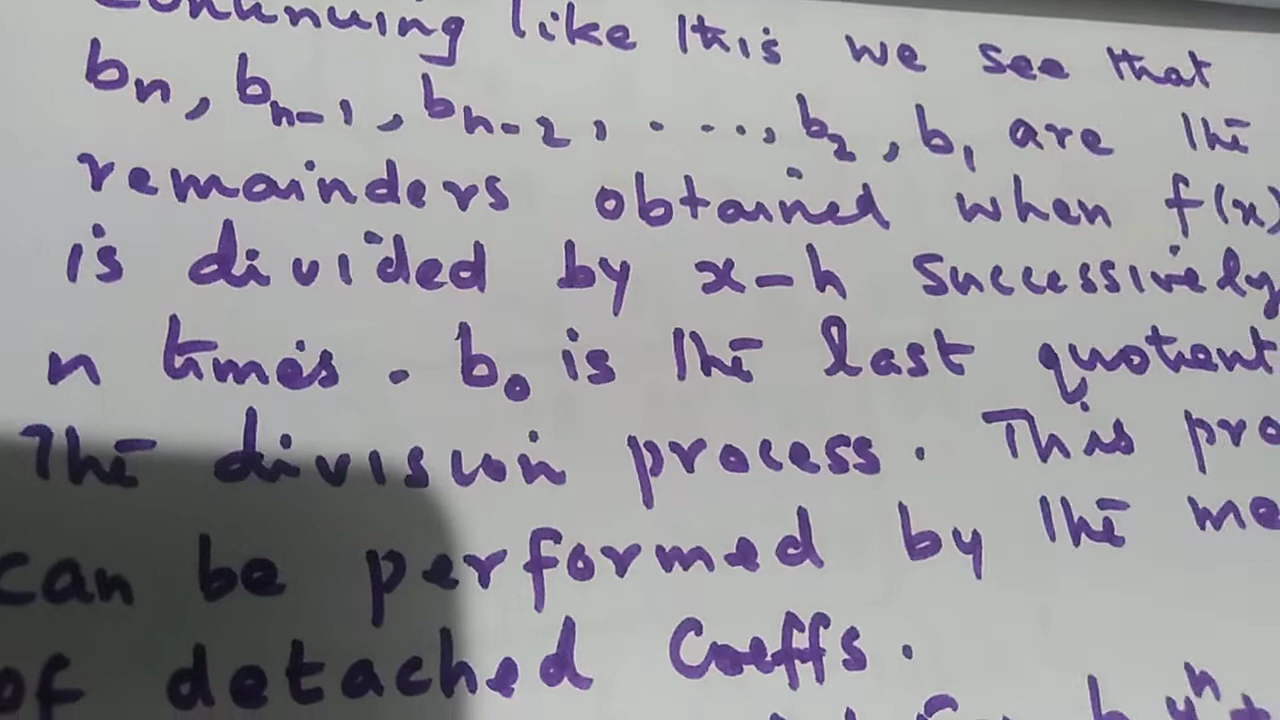 Continuing like this we see that
bn, bn-1, bn-2, ...., b2, b1 are the
remainders obtained when f(x)
is divided by x-h successively
n times. b0 is the last quotient
The division process. This pro
can be performed by the me
of detached Coeffs.